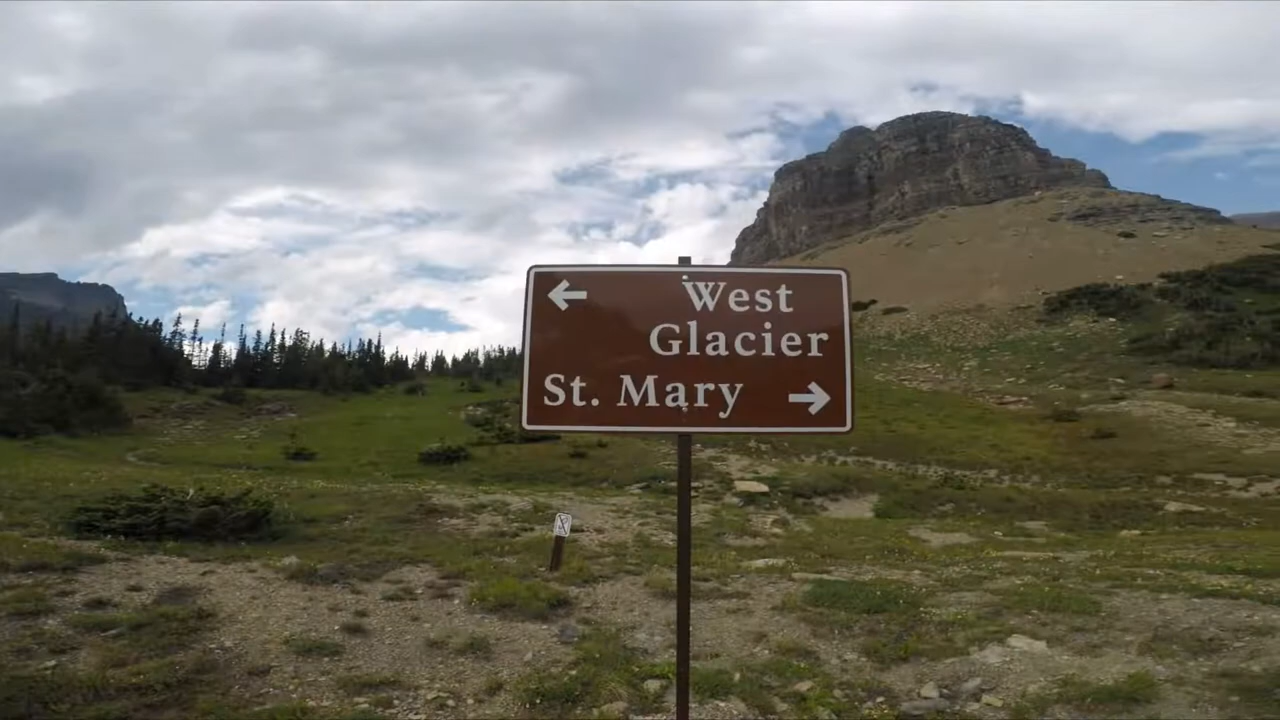 ← West
Glacier
St. Mary →